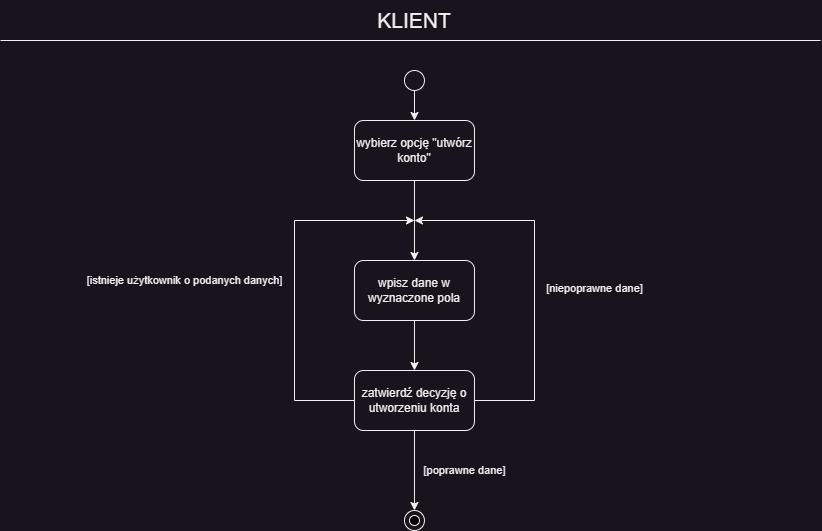 KLIENT
wybierz opcję "utwórz
konto"
[istnieje użytkownik o podanych danych]
wpisz dane w
wyznaczone pola
[niepoprawne dane]
zatwierdź decyzję o
utworzeniu konta
[poprawne dane]